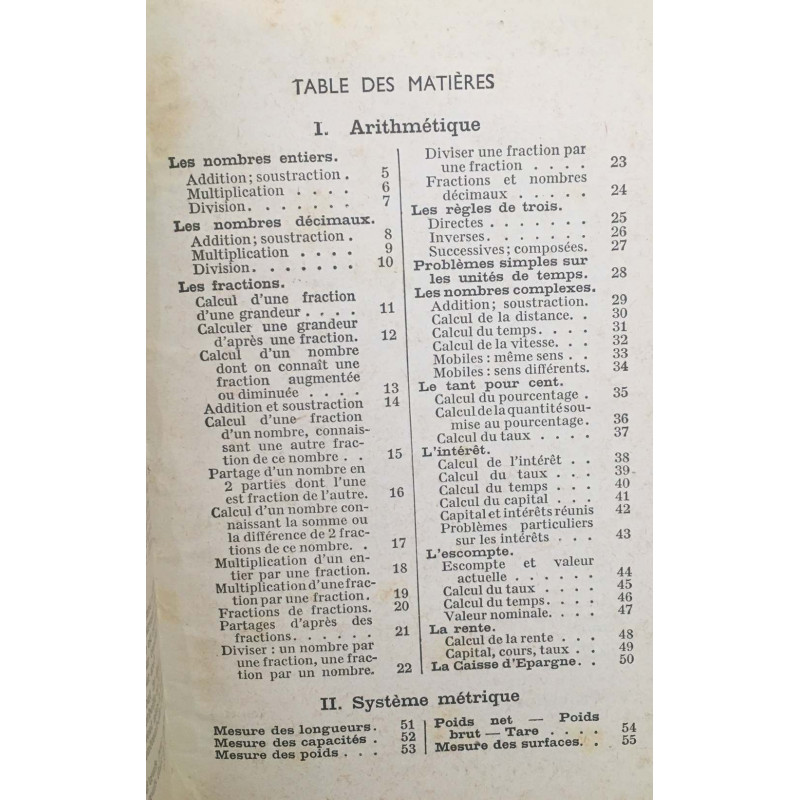 TABLE DES MATIÈRES
I. Arithmétique
Les nombres entiers.
Addition; soustraction . 5
Multiplication . . . . 6
Division. . . . . . . 7
Les nombres décimaux.
Addition; soustraction . 8
Multiplication . . . . 9
Division. . . . . . . 10
Les fractions.
Calcul d'une fraction
d'une grandeur . . . . 11
Calculer une grandeur
d'après une fraction. 12
Calcul d'un nombre
dont on connaît une
fraction augmentée
ou diminuée . . . . 13
Addition et soustraction 14
Calcul d'une fraction
d'un nombre, connais-
sant une autre frac-
tion de ce nombre . . 15
Partage d'un nombre en
2 parties dont l'une
est fraction de l'autre. 16
Calcul d'un nombre con-
naissant la somme ou
la différence de 2 frac-
tions de ce nombre. . 17
Multiplication d'un en-
tier par une fraction. 18
Multiplication d'une frac-
tion par une fraction. 19
Fractions de fractions. 20
Partages d'après des
fractions. . . . . . 21
Diviser : un nombre par
une fraction, une frac-
tion par un nombre. 22
Diviser une fraction par
une fraction . . . . 23
Fractions et nombres
décimaux . . . . . 24
Les règles de trois.
Directes . . . . . . . 25
Inverses. . . . . . . 26
Successives; composées. 27
Problèmes simples sur
les unités de temps. 28
Les nombres complexes.
Addition; soustraction. 29
Calcul de la distance. . 30
Calcul du temps. . . . 31
Calcul de la vitesse. . . 32
Mobiles : même sens . . 33
Mobiles : sens différents. 34
Le tant pour cent.
Calcul du pourcentage . 35
Calcul de la quantité sou-
mise au pourcentage. 36
Calcul du taux . . . . 37
L'intérêt.
Calcul de l'intérêt . . 38
Calcul du taux . . . 39
Calcul du temps . . . 40
Calcul du capital . . . 41
Capital et intérêts réunis 42
Problèmes particuliers
sur les intérêts . . . 43
L'escompte.
Escompte et valeur
actuelle . . . . . . 44
Calcul du taux . . . . 45
Calcul du temps. . . . 46
Valeur nominale. . . . 47
La rente.
Calcul de la rente . . . 48
Capital, cours, taux . . 49
La Caisse d'Epargne. . 50
II. Système métrique
Mesure des longueurs. 51
Mesure des capacités . 52
Mesure des poids . . . 53
Poids net — Poids
brut — Tare . . . . 54
Mesure des surfaces. . 55